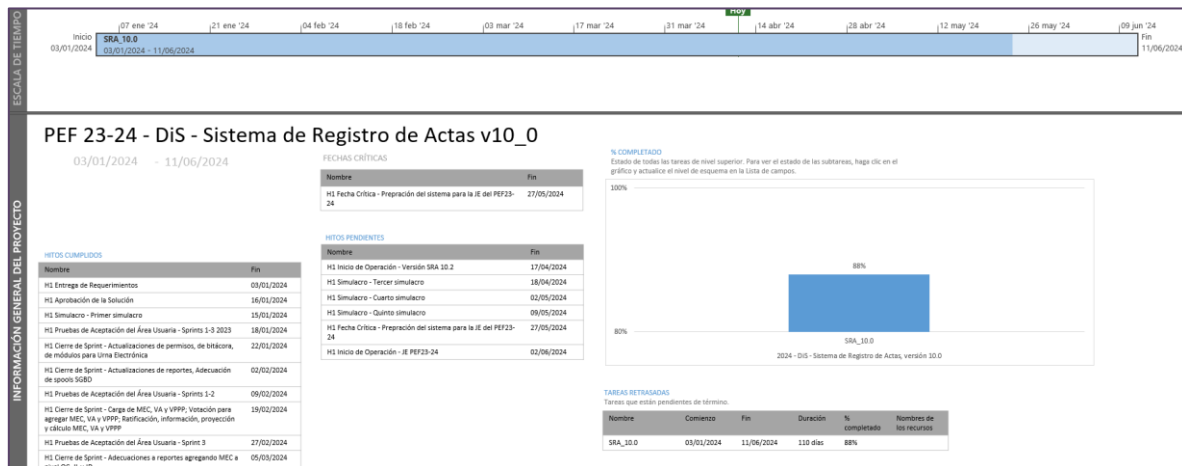 ESCALA DE TIEMPO
Hoy
07 ene '24 21 ene '24 04 feb '24 18 feb '24 03 mar '24 17 mar '24 31 mar '24 14 abr '24 28 abr '24 12 may '24 26 may '24 09 jun '24
Inicio
03/01/2024
SRA_10.0
03/01/2024 - 11/06/2024
Fin
11/06/2024
INFORMACIÓN GENERAL DEL PROYECTO
PEF 23-24 - DiS - Sistema de Registro de Actas v10_0
03/01/2024 - 11/06/2024
HITOS CUMPLIDOS
Nombre Fin
H1 Entrega de Requerimientos 03/01/2024
H1 Aprobación de la Solución 16/01/2024
H1 Simulacro - Primer simulacro 15/01/2024
H1 Pruebas de Aceptación del Área Usuaria - Sprints 1-3 2023 18/01/2024
H1 Cierre de Sprint - Actualizaciones de permisos, de bitácora, 22/01/2024
de módulos para Urna Electrónica
H1 Cierre de Sprint - Actualizaciones de reportes, Adecuación 02/02/2024
de spools SGBD
H1 Pruebas de Aceptación del Área Usuaria - Sprints 1-2 09/02/2024
H1 Cierre de Sprint - Carga de MEC, VA y VPPP; Votación para 19/02/2024
agregar MEC, VA y VPPP; Ratificación, información, proyección
y cálculo MEC, VA y VPPP
H1 Pruebas de Aceptación del Área Usuaria - Sprint 3 27/02/2024
H1 Cierre de Sprint - Adecuaciones a reportes agregando MEC a 05/03/2024
FECHAS CRÍTICAS
Nombre Fin
H1 Fecha Crítica - Prepración del sistema para la JE del PEF23- 27/05/2024
24
HITOS PENDIENTES
Nombre Fin
H1 Inicio de Operación - Versión SRA 10.2 17/04/2024
H1 Simulacro - Tercer simulacro 18/04/2024
H1 Simulacro - Cuarto simulacro 02/05/2024
H1 Simulacro - Quinto simulacro 09/05/2024
H1 Fecha Crítica - Prepración del sistema para la JE del PEF23- 27/05/2024
24
H1 Inicio de Operación - JE PEF23-24 02/06/2024
% COMPLETADO
Estado de todas las tareas de nivel superior. Para ver el estado de las subtareas, haga clic en el
gráfico y actualice el nivel de esquema en la Lista de campos.
100%
88%
80%
SRA_10.0
2024 - DiS - Sistema de Registro de Actas, versión 10.0
TAREAS RETRASADAS
Tareas que están pendientes de término.
Nombre Comienzo Fin Duración % completado Nombres de los recursos
SRA_10.0 03/01/2024 11/06/2024 110 días 88%